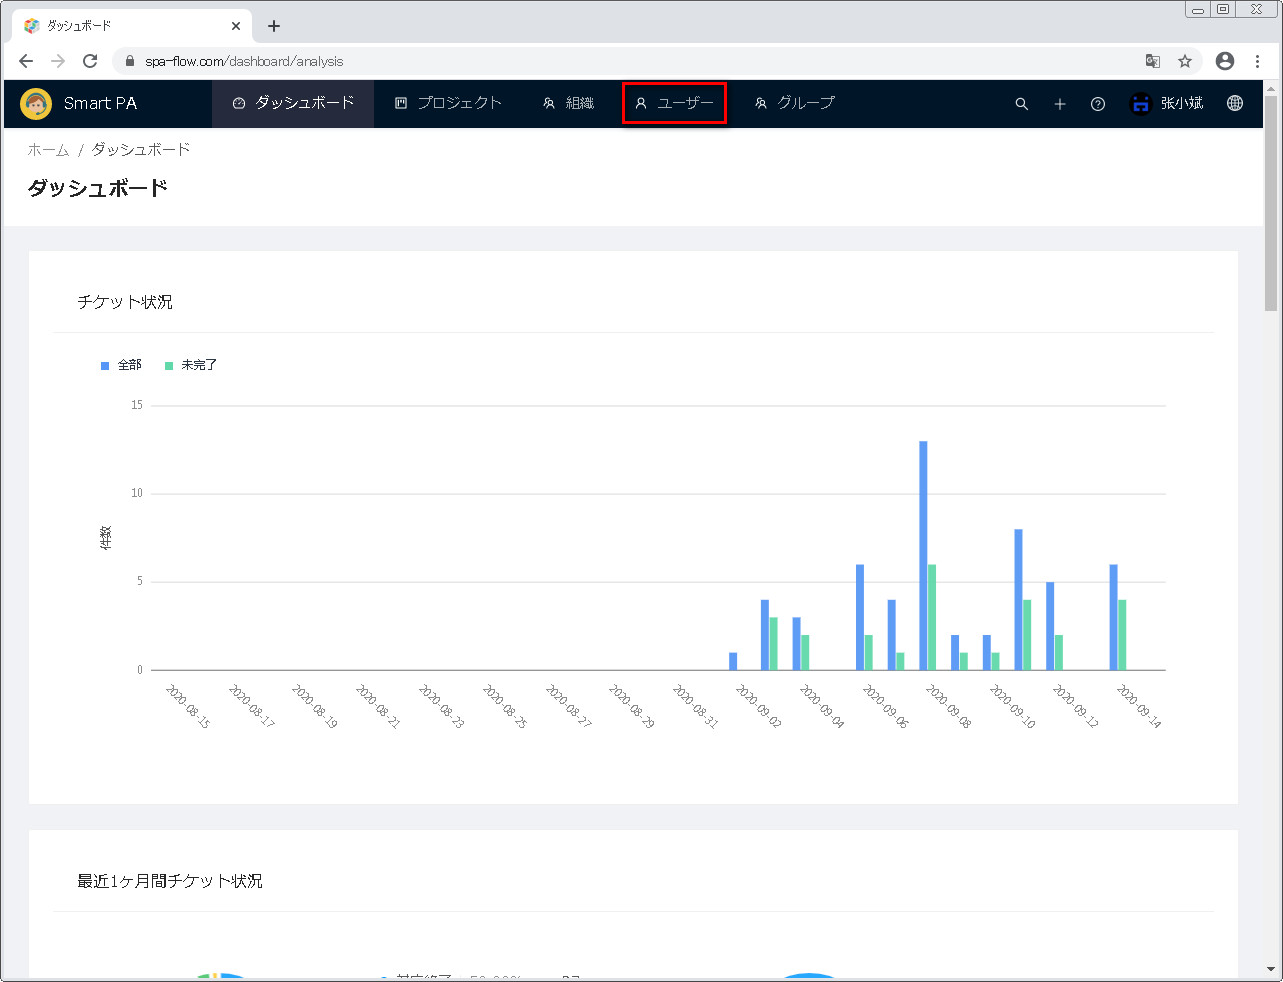 ダッシュボード
spa-flow.com/dashboard/analysis
Smart PA ダッシュボード プロジェクト 組織 ユーザー グループ 张小斌
ホーム / ダッシュボード
ダッシュボード
チケット状況
全部 未完了
15
10
件数
5
0
2020-08-15 2020-08-17 2020-08-19 2020-08-21 2020-08-23 2020-08-25 2020-08-27 2020-08-29 2020-08-31 2020-09-02 2020-09-04 2020-09-06 2020-09-08 2020-09-10 2020-09-12 2020-09-14
最近1ヶ月間チケット状況